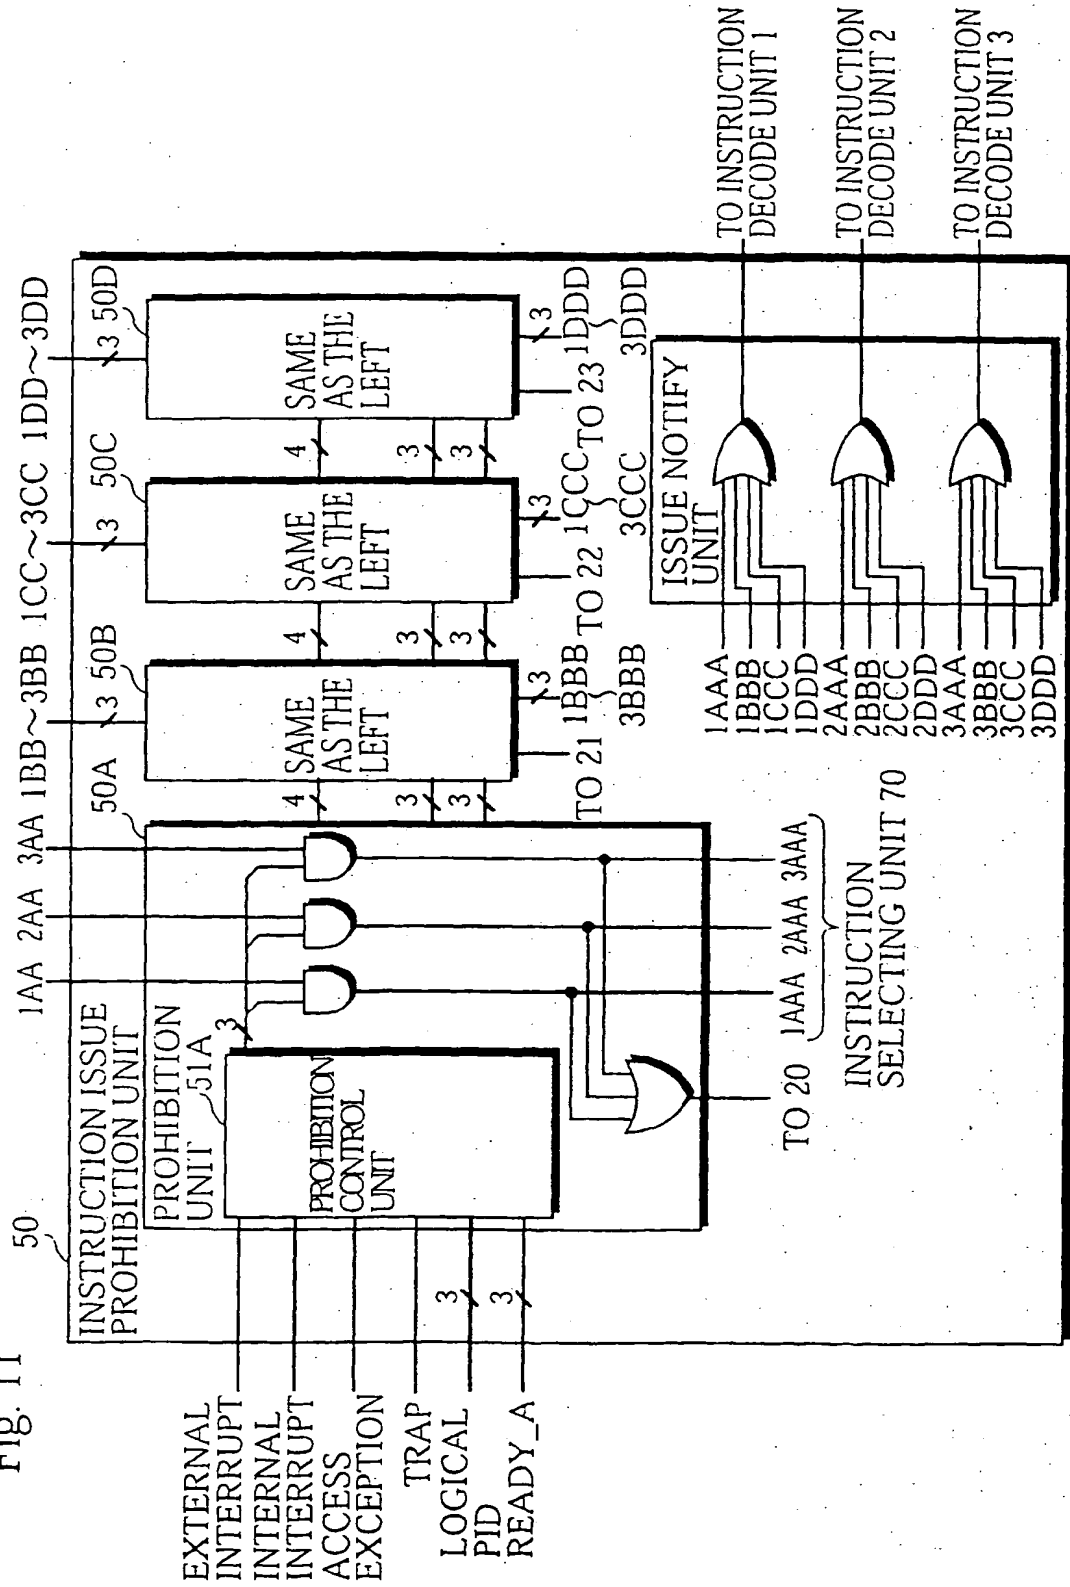 Fig. 11
50
INSTRUCTION ISSUE
PROHIBITION UNIT
1AA 2AA 3AA 1BB~3BB 1CC~3CC 1DD~3DD
50A
50B
50C
50D
3
3
3
PROHIBITION
UNIT
51A
3
PROHIBITION
CONTROL
UNIT
EXTERNAL
INTERRUPT
INTERNAL
INTERRUPT
ACCESS
EXCEPTION
TRAP
LOGICAL
PID
READY_A
3
3
4
3
3
SAME
AS THE
LEFT
4
3
3
SAME
AS THE
LEFT
4
3
3
SAME
AS THE
LEFT
TO 20
1AAA 2AAA 3AAA
INSTRUCTION
SELECTING UNIT 70
TO 21
3
1BBB
3BBB
TO 22
3
1CCC
3CCC
TO 23
3
1DDD
3DDD
ISSUE NOTIFY
UNIT
1AAA
1BBB
1CCC
1DDD
2AAA
2BBB
2CCC
2DDD
3AAA
3BBB
3CCC
3DDD
TO INSTRUCTION
DECODE UNIT 1
TO INSTRUCTION
DECODE UNIT 2
TO INSTRUCTION
DECODE UNIT 3